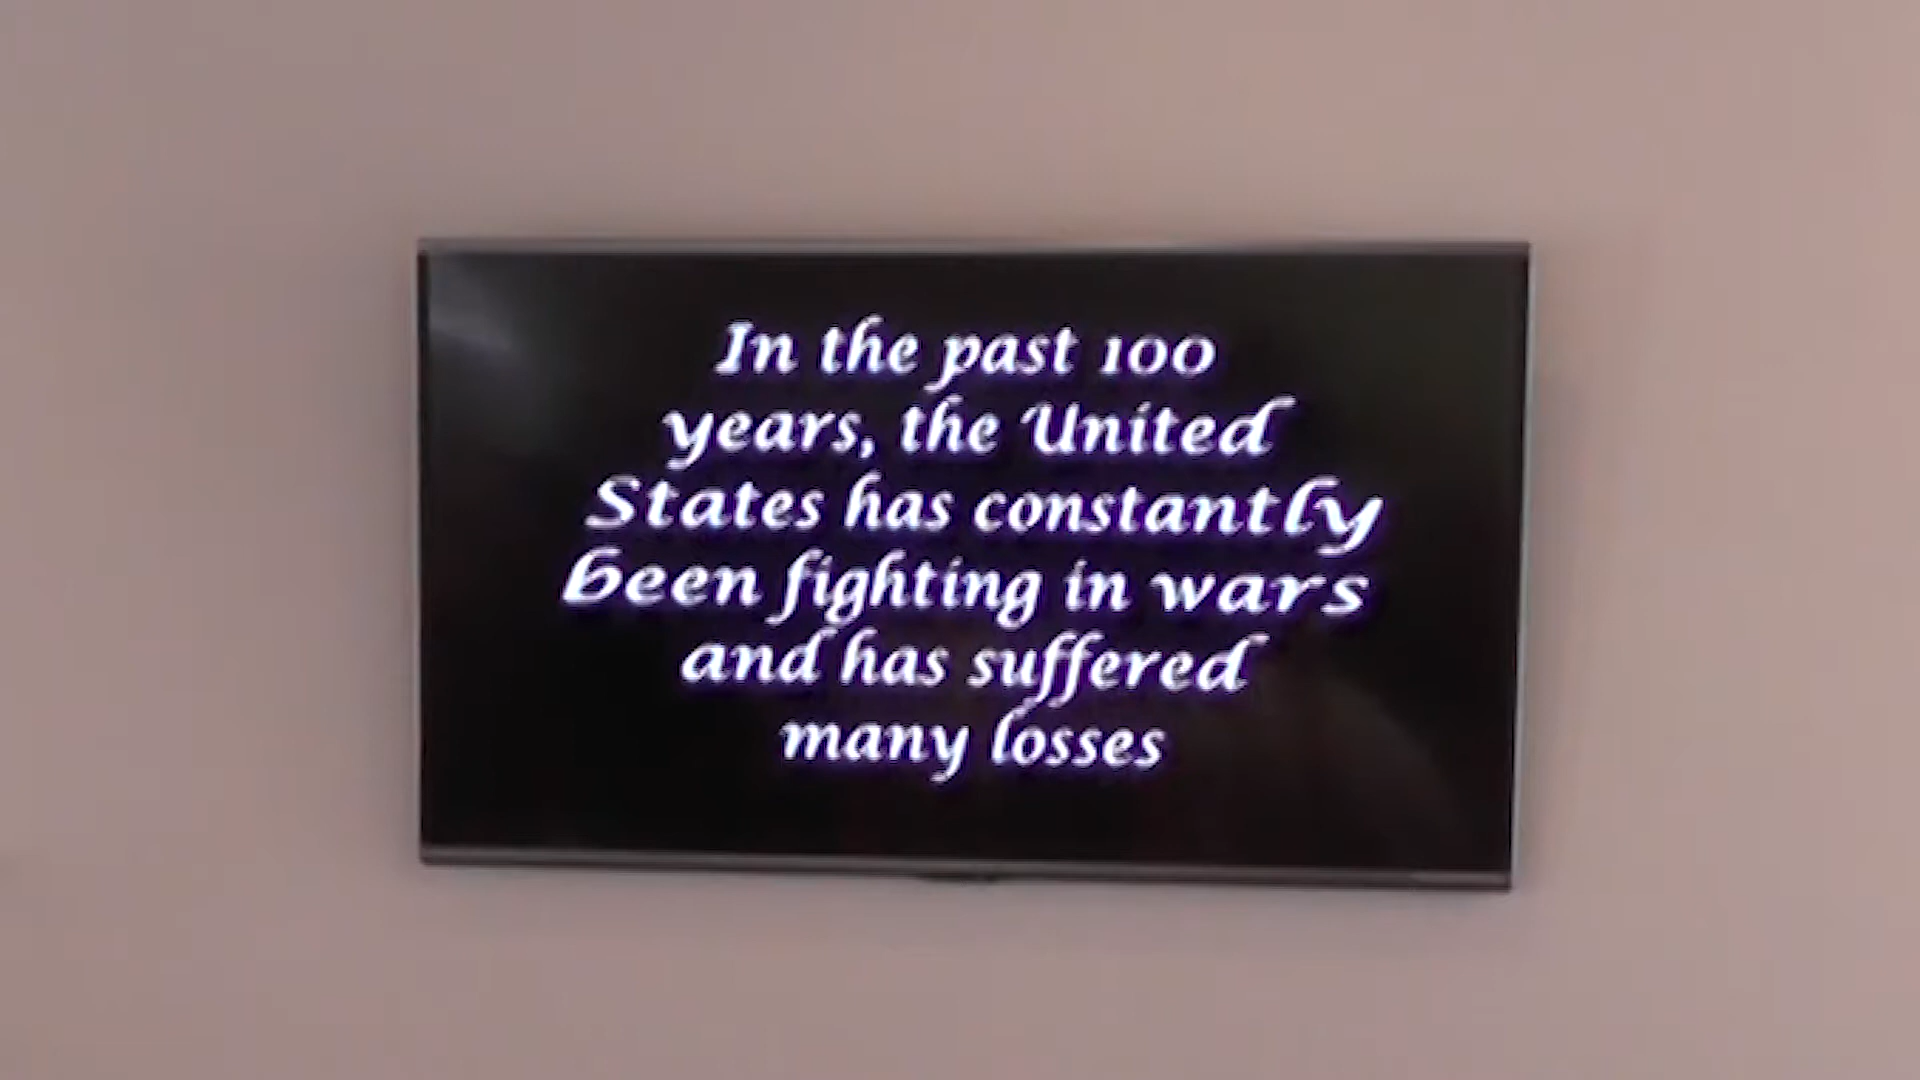 In the past 100
years, the United
States has constantly
been fighting in wars
and has suffered
many losses